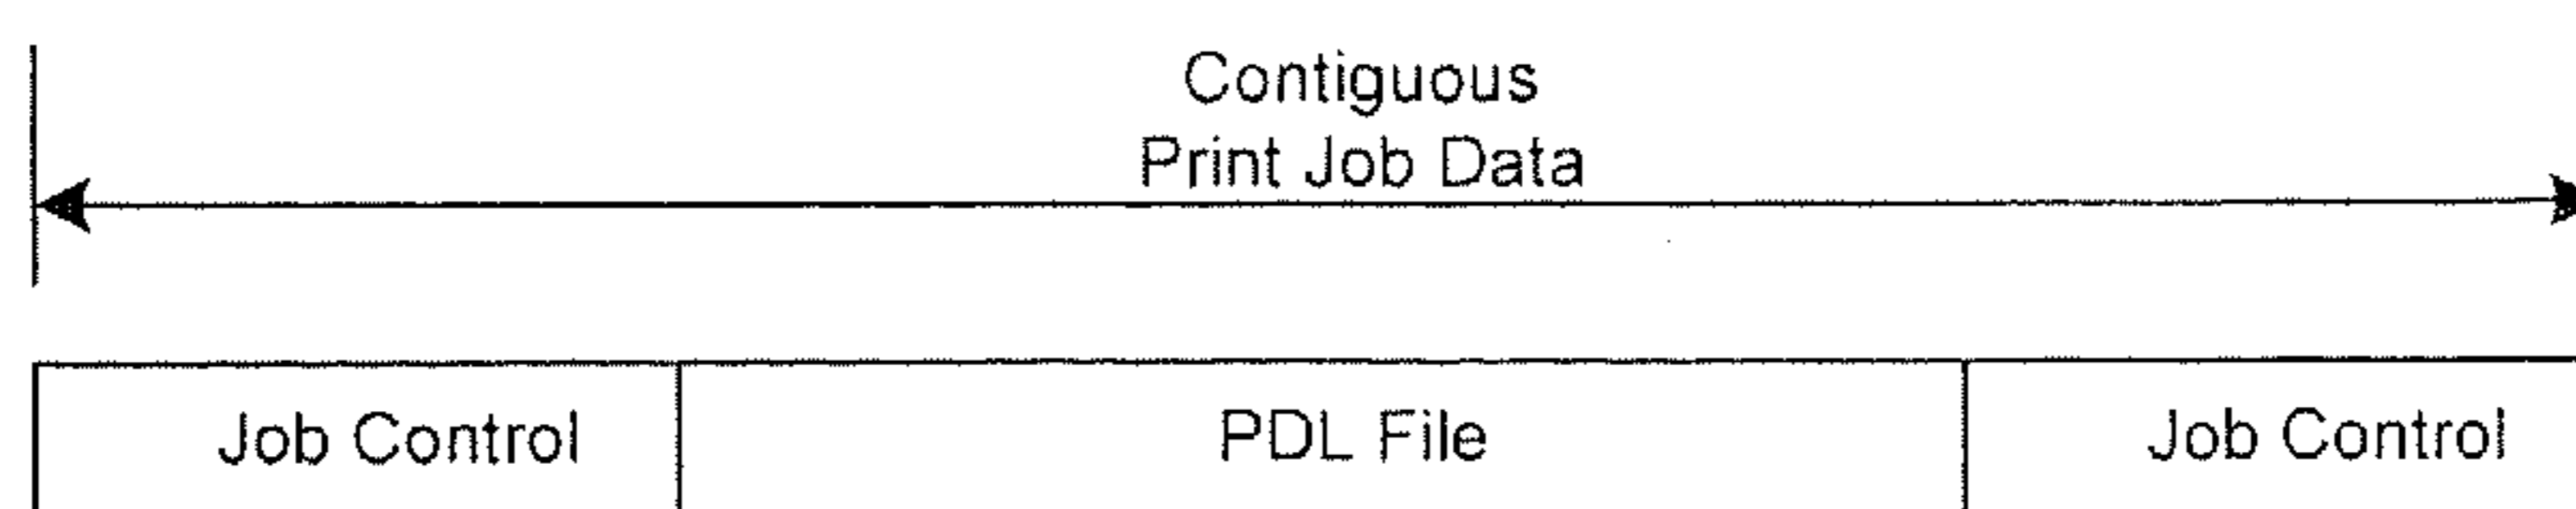 Contiguous
Print Job Data
Job Control PDL File Job Control